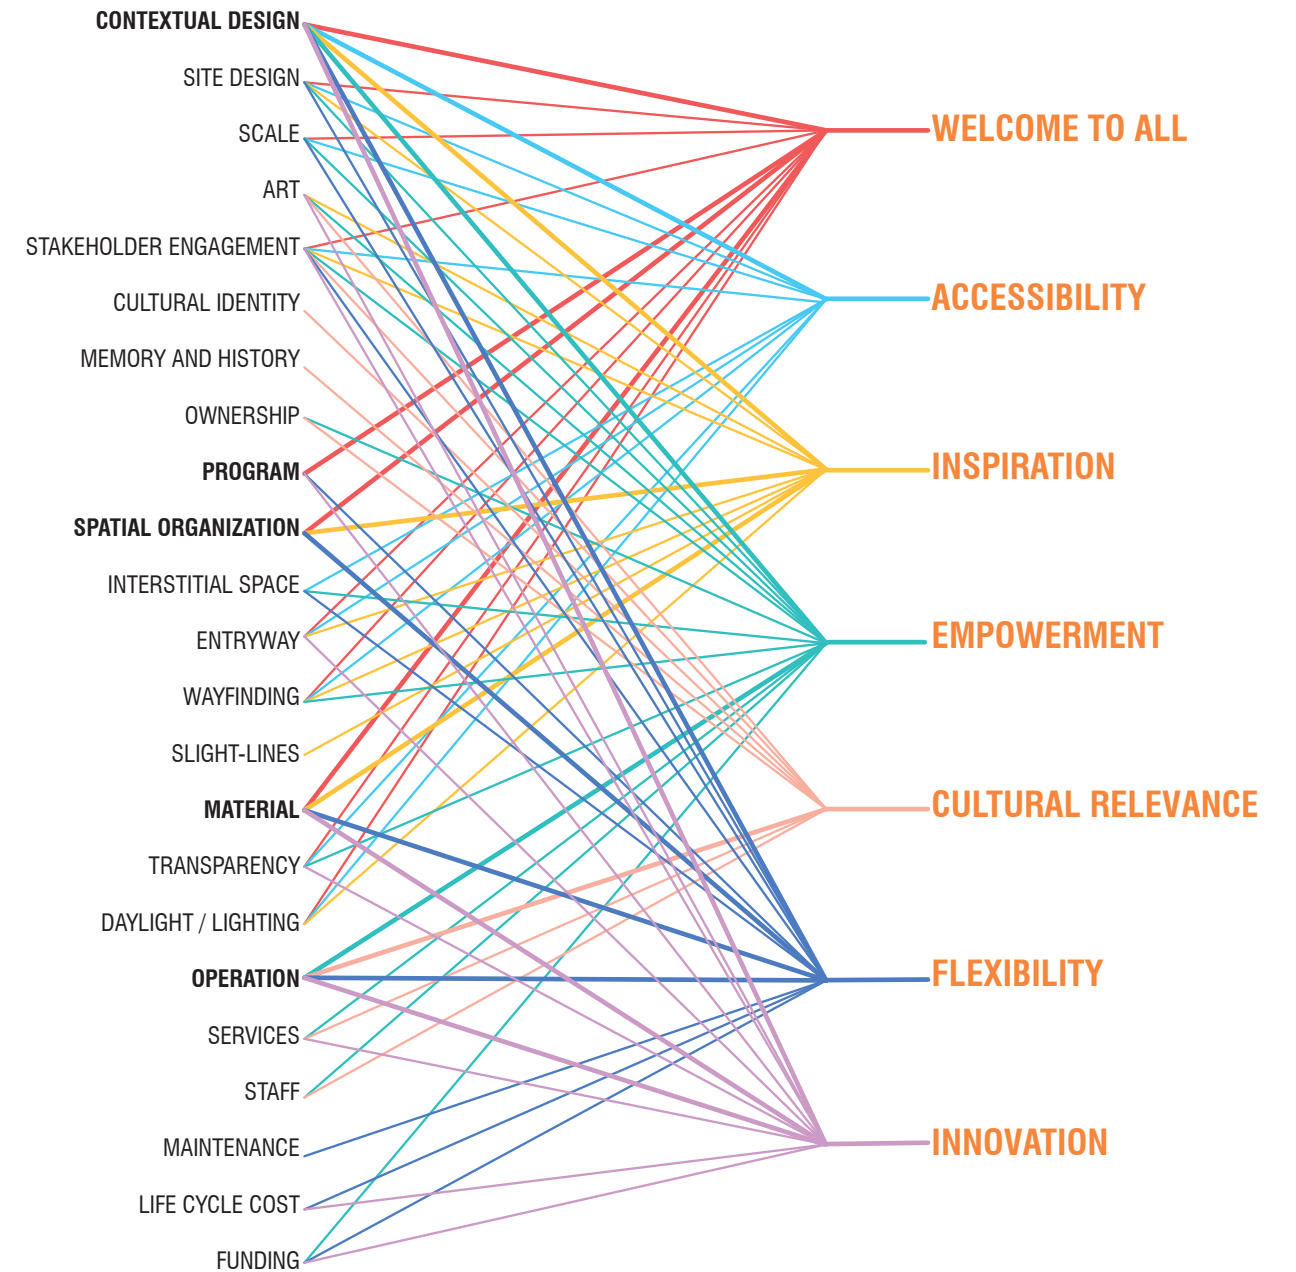 CONTEXTUAL DESIGN
SITE DESIGN
SCALE
ART
STAKEHOLDER ENGAGEMENT
CULTURAL IDENTITY
MEMORY AND HISTORY
OWNERSHIP
PROGRAM
SPATIAL ORGANIZATION
INTERSTITIAL SPACE
ENTRYWAY
WAYFINDING
SLIGHT-LINES
MATERIAL
TRANSPARENCY
DAYLIGHT / LIGHTING
OPERATION
SERVICES
STAFF
MAINTENANCE
LIFE CYCLE COST
FUNDING
WELCOME TO ALL
ACCESSIBILITY
INSPIRATION
EMPOWERMENT
CULTURAL RELEVANCE
FLEXIBILITY
INNOVATION